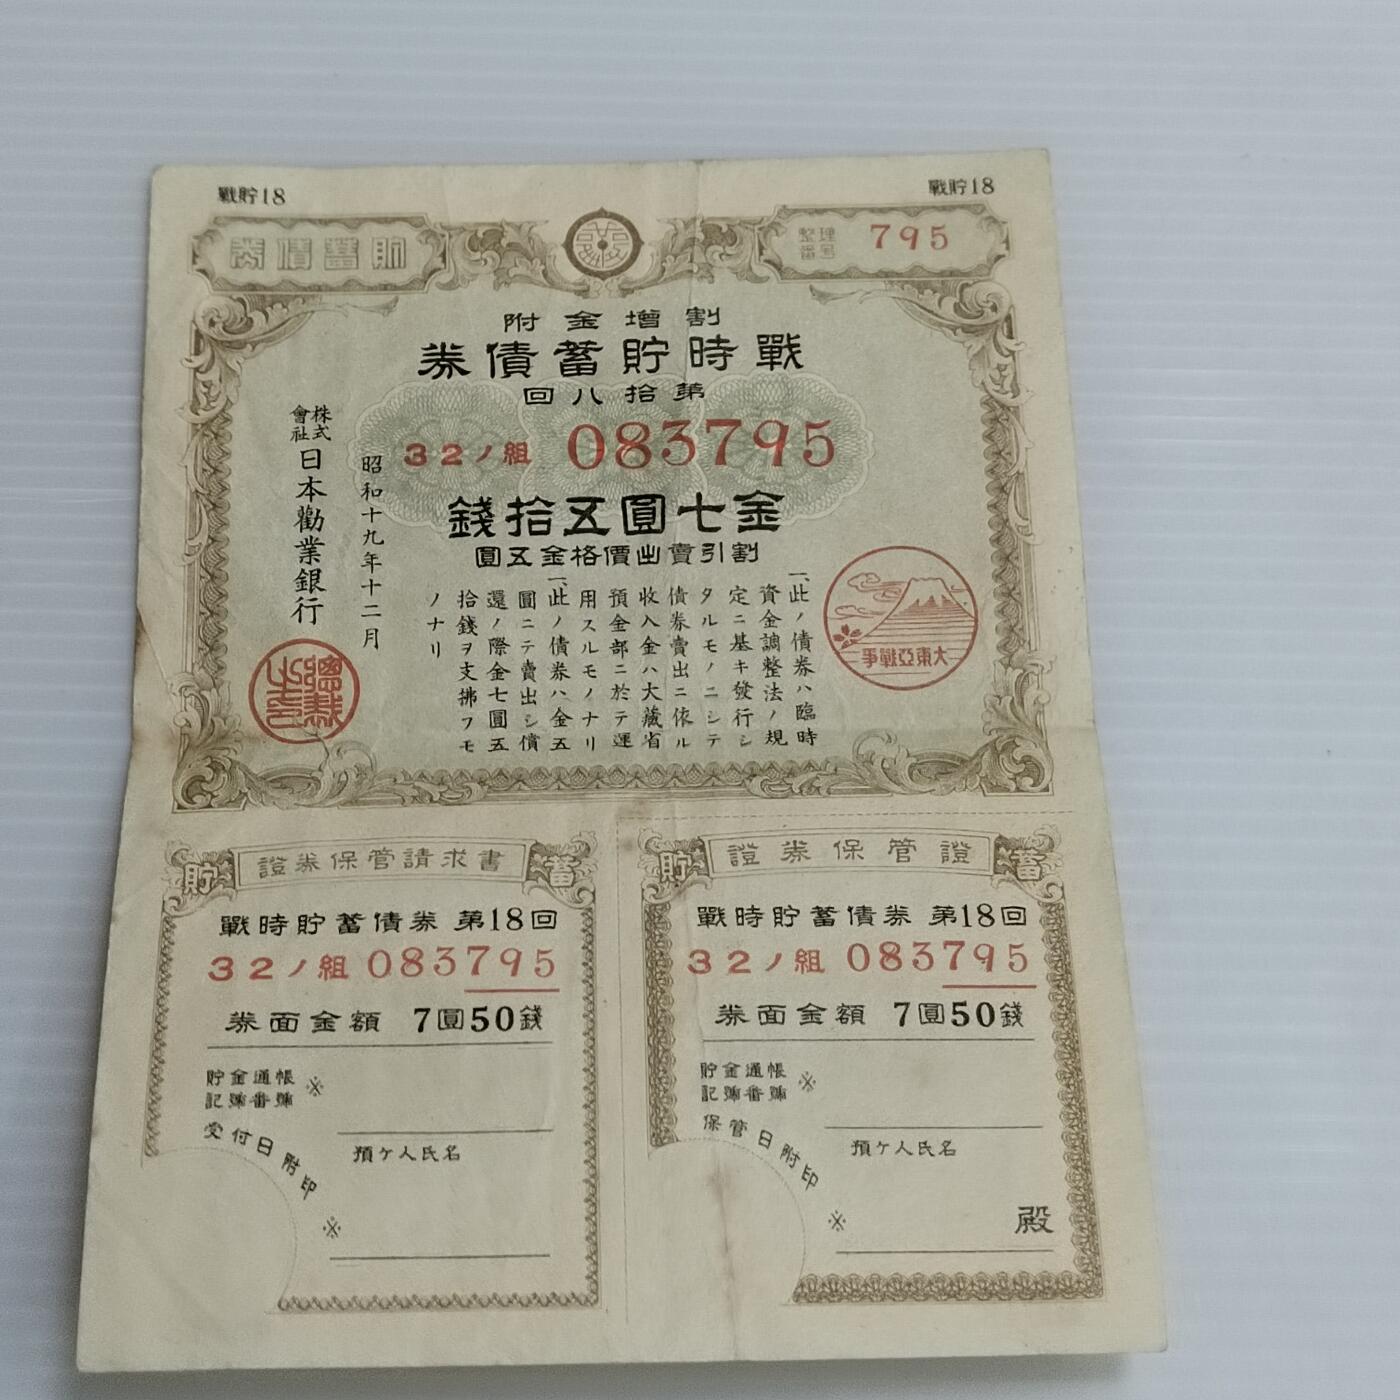 戰貯18
戰貯18
貯蓄債券
整理番号
795
割増金附
戰時貯蓄債券
第拾八回
32ノ組 083795
金七圓五拾錢
割引賣出價格金五圓
大東亞戰爭
一、此ノ債券ハ臨時
資金調整法ノ規
定ニ基キ發行シ
タルモノニシテ
債券賣出ニ依ル
收入金ハ大藏省
預金部ニ於テ運
用スルモノナリ
一、此ノ債券ハ金五
圓ニテ賣出シ償
還ノ際金七圓五
拾錢ヲ支拂フモ
ノナリ
昭和十九年十二月
株式會社日本勸業銀行
總裁之印
貯 證券保管請求書 蓄
戰時貯蓄債券 第18回
32ノ組 083795
券面金額 7圓50錢
貯金通帳
記號番號 ※
受付日附印
預ケ人氏名
※
貯 證券保管證 蓄
戰時貯蓄債券 第18回
32ノ組 083795
券面金額 7圓50錢
貯金通帳
記號番號 ※
保管日附印
預ケ人氏名
※
殿